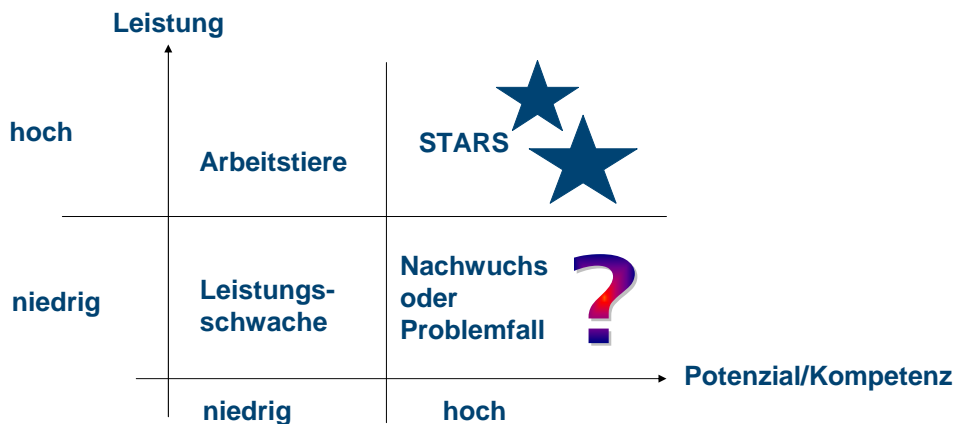 Leistung
hoch
Arbeitstiere
STARS
niedrig
Leistungs-
schwache
Nachwuchs
oder
Problemfall
?
Potenzial/Kompetenz
niedrig
hoch